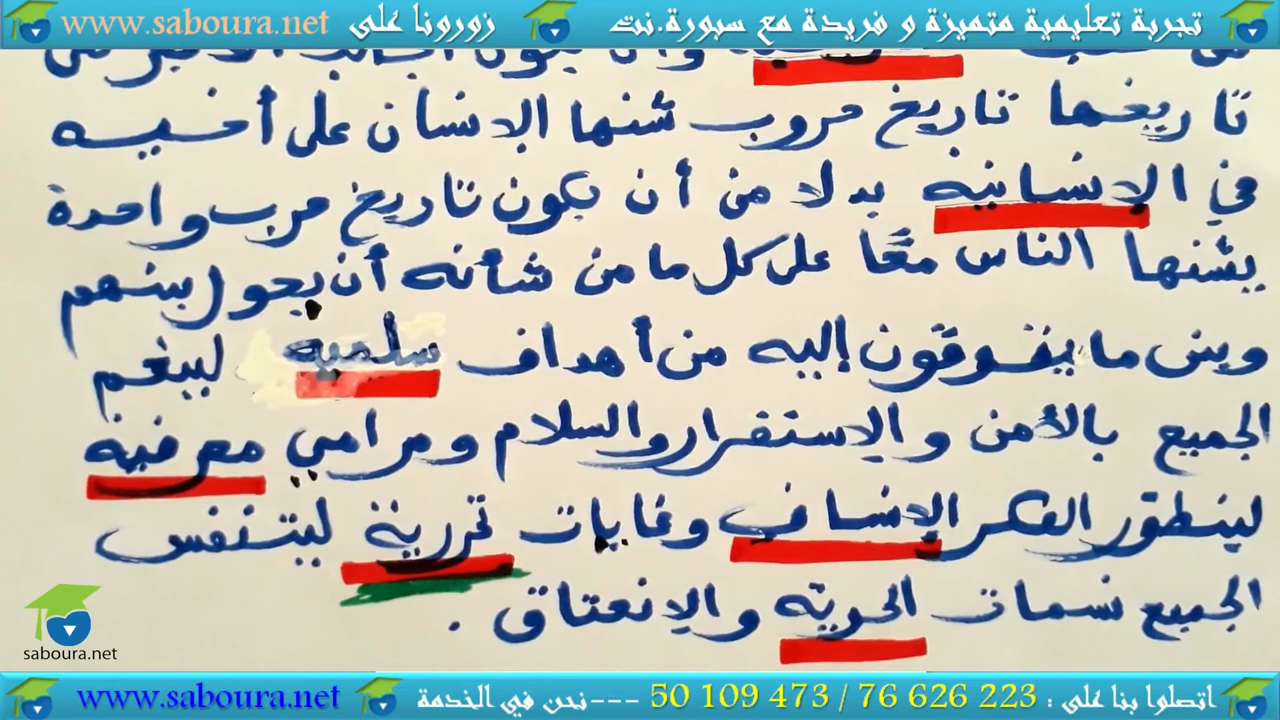 تجربة تعليمية متميزة و فريدة مع سبورة.نت زورونا على www.saboura.net
تاريخها تاريخ حروب شنها الإنسان على أخيه
في الإنسانية بدلا من أن يكون تاريخ حرب واحدة
يشنها الناس معًا على كل ما من شأنه أن يحول بينهم
وبين ما يتوقون إليه من أهداف سلمية لينعم
الجميع بالأمن والإستقرار والسلام ومرامي معرفية
ليتطور الفكر الإنساني وغايات تحررية ليتنفس
الجميع نسمات الحرية والإنعتاق .
saboura.net
اتصلوا بنا على : 50 109 473 / 76 626 223 ---نحن في الخدمة www.saboura.net